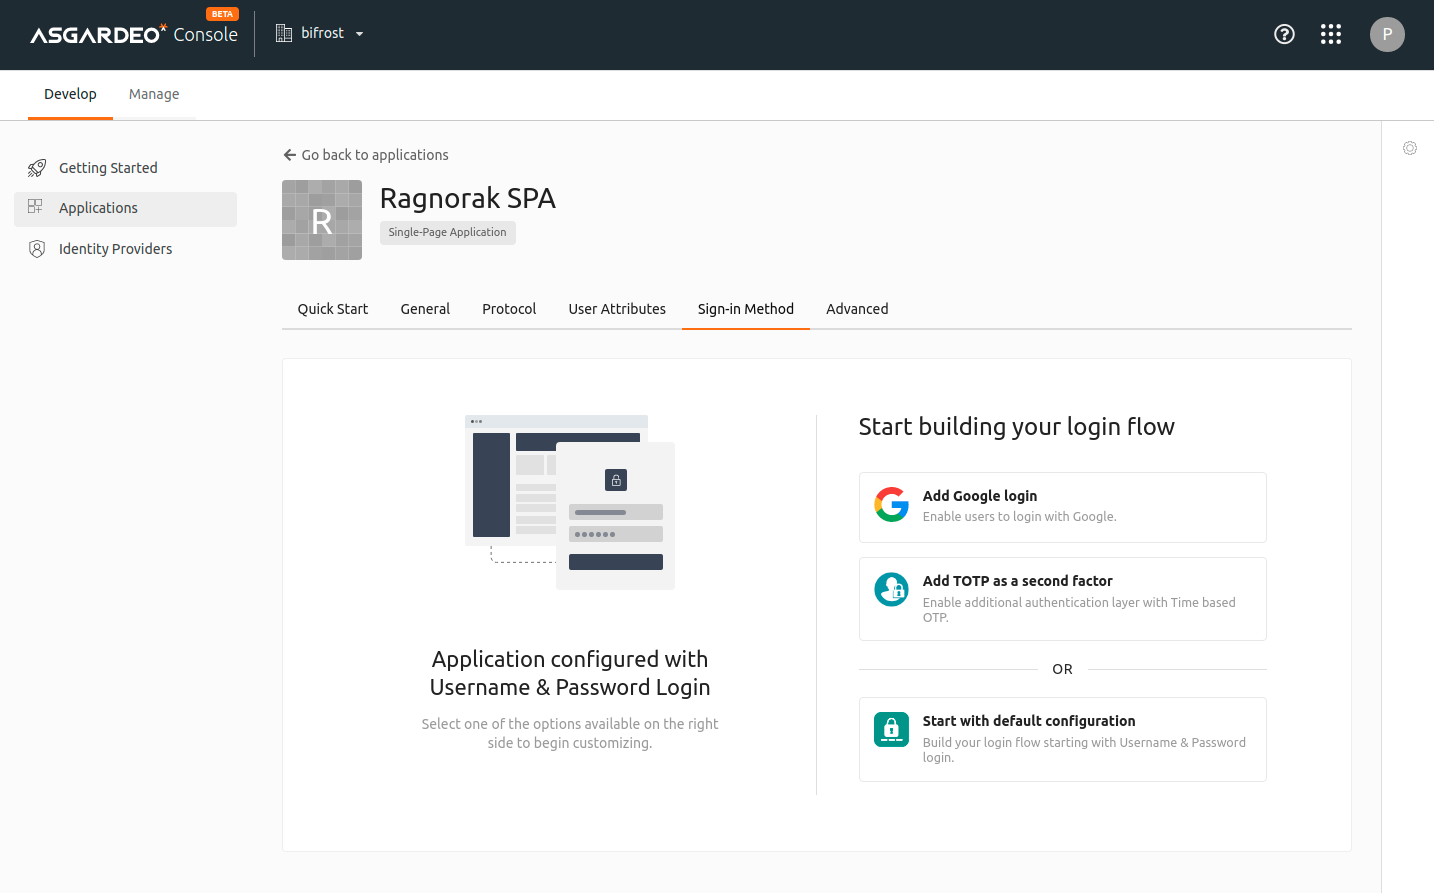 BETA
ASGARDEO Console
bifrost
P
Develop
Manage
Getting Started
Applications
Identity Providers
Go back to applications
R
Ragnorak SPA
Single-Page Application
Quick Start
General
Protocol
User Attributes
Sign-in Method
Advanced
Application configured with
Username & Password Login
Select one of the options available on the right
side to begin customizing.
Start building your login flow
Add Google login
Enable users to login with Google.
Add TOTP as a second factor
Enable additional authentication layer with Time based
OTP.
OR
Start with default configuration
Build your login flow starting with Username & Password
login.